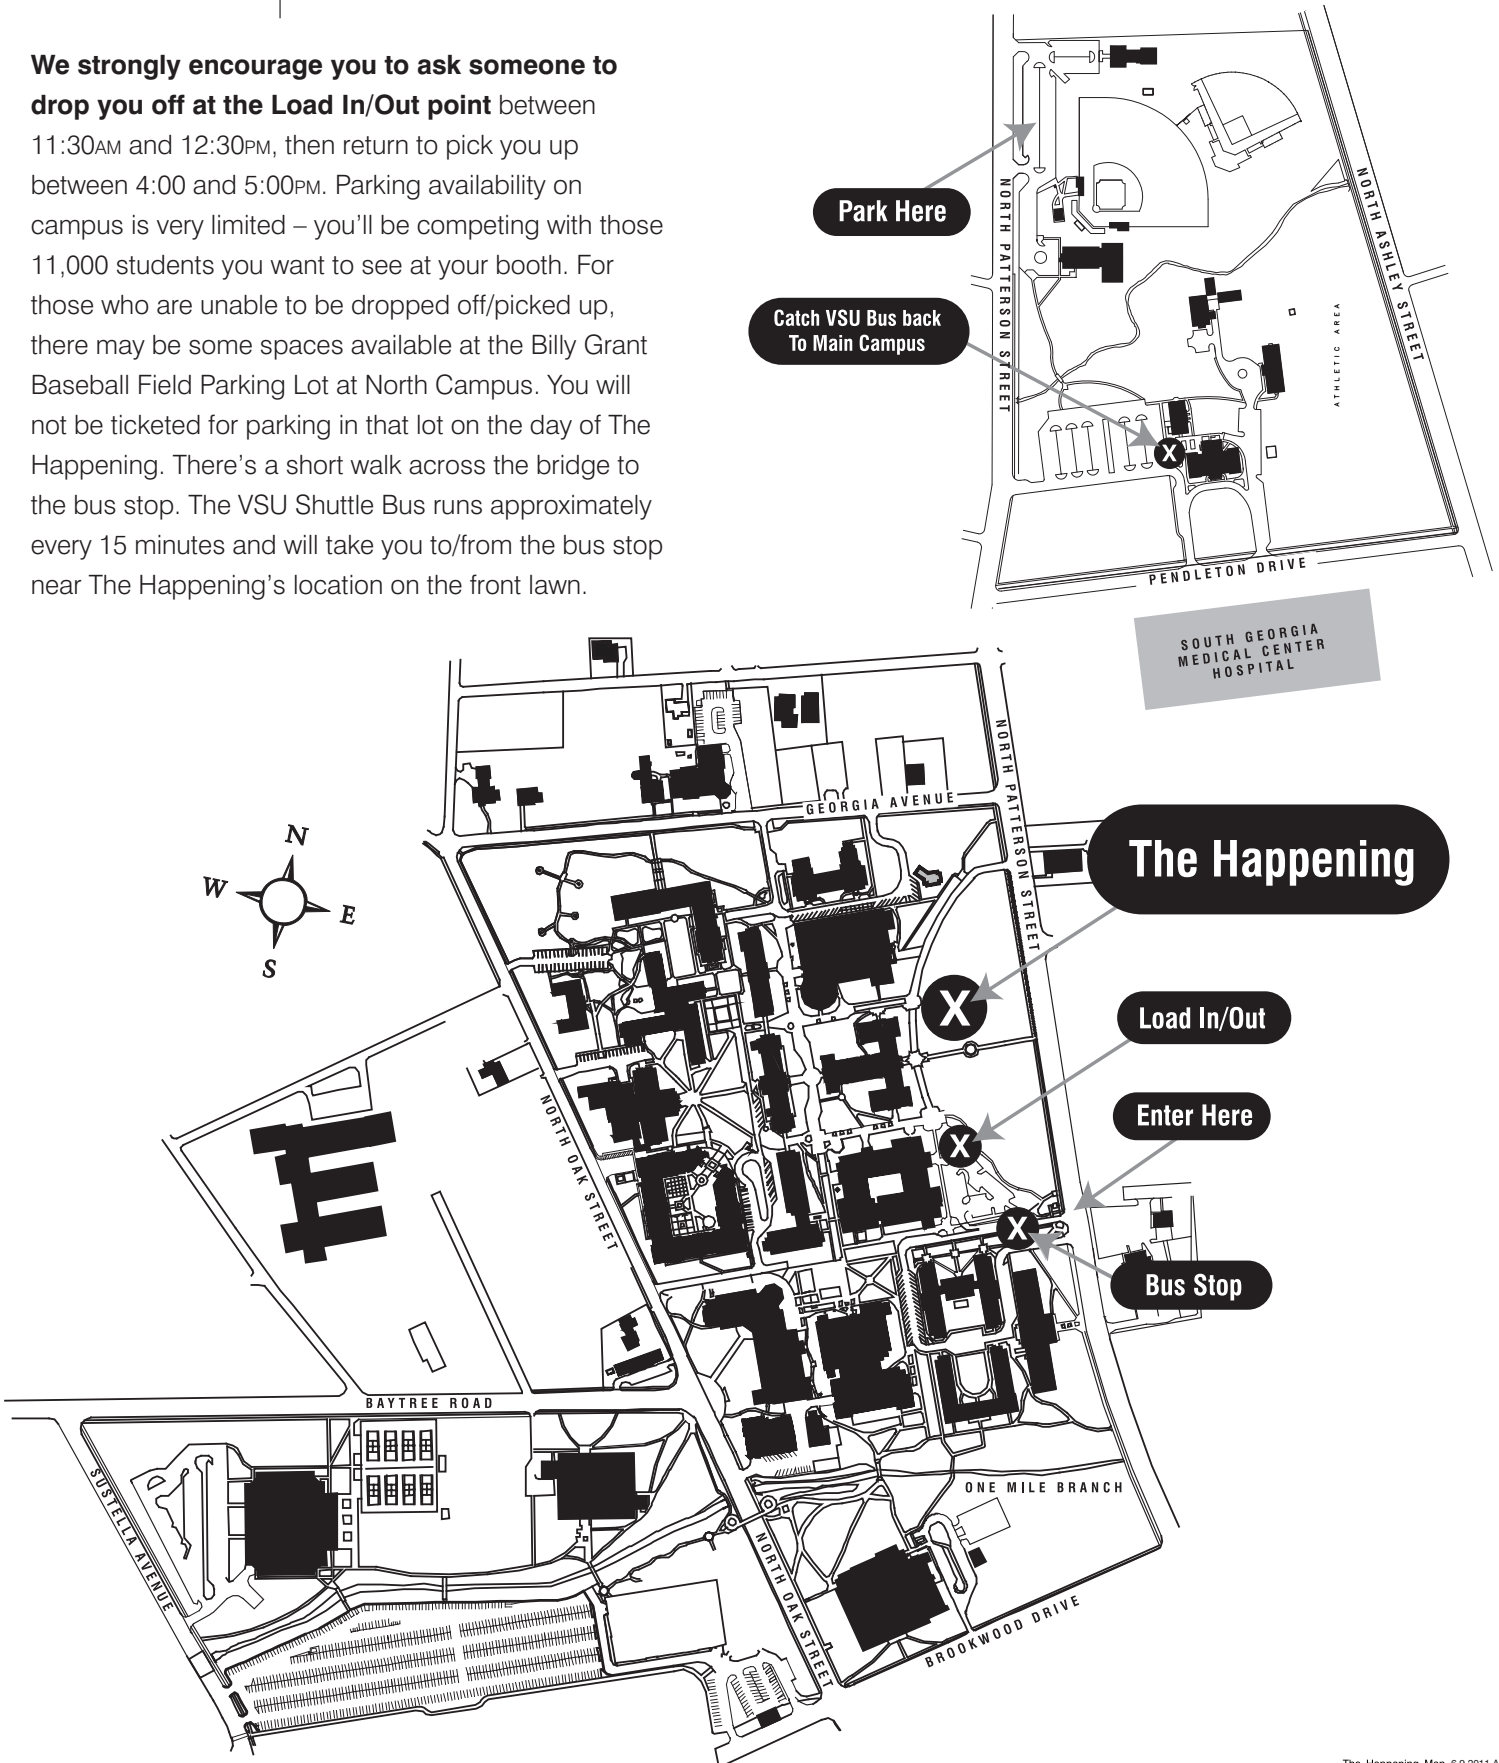 We strongly encourage you to ask someone to
drop you off at the Load In/Out point between
11:30AM and 12:30PM, then return to pick you up
between 4:00 and 5:00PM. Parking availability on
campus is very limited – you'll be competing with those
11,000 students you want to see at your booth. For
those who are unable to be dropped off/picked up,
there may be some spaces available at the Billy Grant
Baseball Field Parking Lot at North Campus. You will
not be ticketed for parking in that lot on the day of The
Happening. There's a short walk across the bridge to
the bus stop. The VSU Shuttle Bus runs approximately
every 15 minutes and will take you to/from the bus stop
near The Happening's location on the front lawn.
Park Here
NORTH PATTERSON STREET
NORTH ASHLEY STREET
Catch VSU Bus back
To Main Campus
ATHLETIC AREA
X
PENDLETON DRIVE
SOUTH GEORGIA
MEDICAL CENTER
HOSPITAL
NORTH PATTERSON STREET
GEORGIA AVENUE
N
W
E
S
The Happening
X
Load In/Out
NORTH OAK STREET
Enter Here
X
X
Bus Stop
BAYTREE ROAD
SUSTELLA AVENUE
ONE MILE BRANCH
NORTH OAK STREET
BROOKWOOD DRIVE